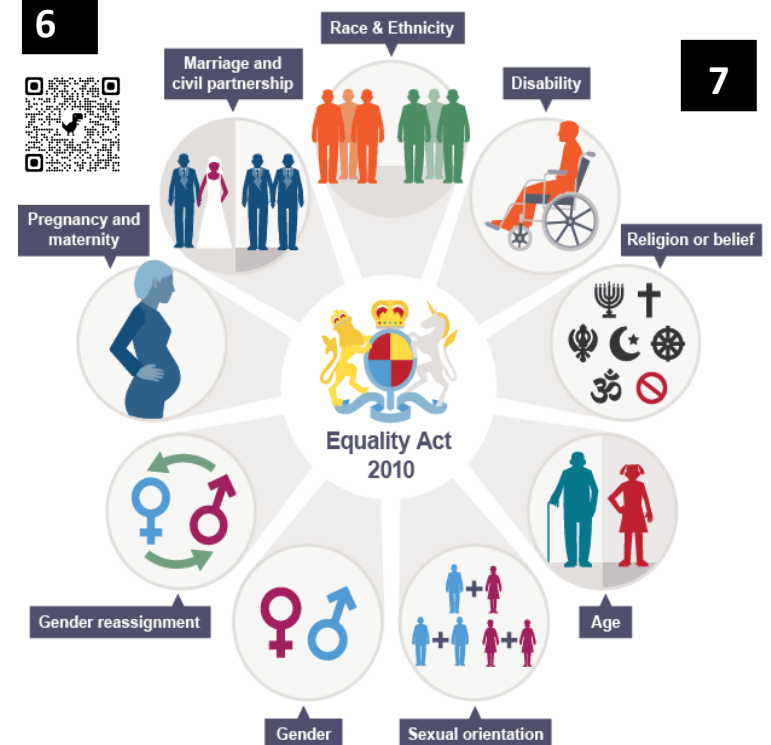 6
Race & Ethnicity
7
Marriage and
civil partnership
Disability
Pregnancy and
maternity
Religion or belief
Equality Act
2010
Gender reassignment
Age
Gender
Sexual orientation